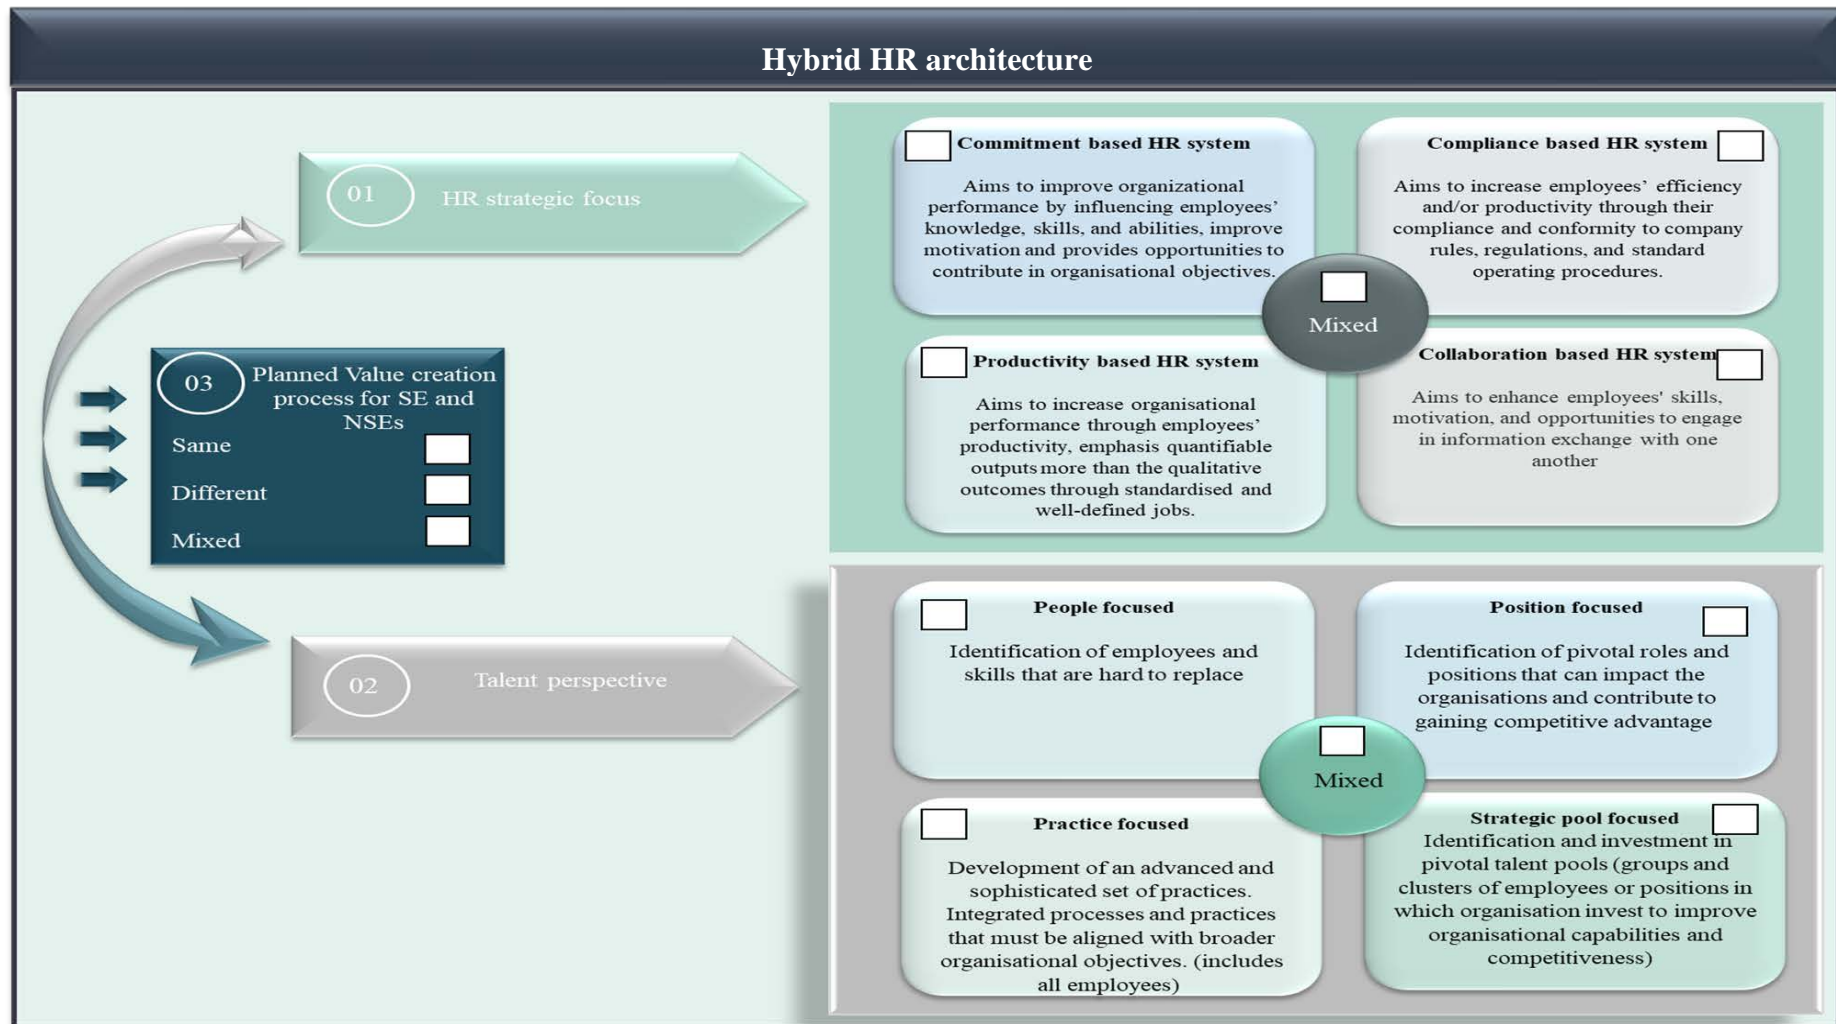 Hybrid HR architecture
01
HR strategic focus
Commitment based HR system
Aims to improve organizational
performance by influencing employees’
knowledge, skills, and abilities, improve
motivation and provides opportunities to
contribute in organisational objectives.
Compliance based HR system
Aims to increase employees’ efficiency
and/or productivity through their
compliance and conformity to company
rules, regulations, and standard
operating procedures.
Mixed
Productivity based HR system
Aims to increase organisational
performance through employees’
productivity, emphasis quantifiable
outputs more than the qualitative
outcomes through standardised and
well-defined jobs.
Collaboration based HR system
Aims to enhance employees' skills,
motivation, and opportunities to engage
in information exchange with one
another
03
Planned Value creation
process for SE and
NSEs
Same
Different
Mixed
02
Talent perspective
People focused
Identification of employees and
skills that are hard to replace
Position focused
Identification of pivotal roles and
positions that can impact the
organisations and contribute to
gaining competitive advantage
Mixed
Practice focused
Development of an advanced and
sophisticated set of practices.
Integrated processes and practices
that must be aligned with broader
organisational objectives. (includes
all employees)
Strategic pool focused
Identification and investment in
pivotal talent pools (groups and
clusters of employees or positions in
which organisation invest to improve
organisational capabilities and
competitiveness)